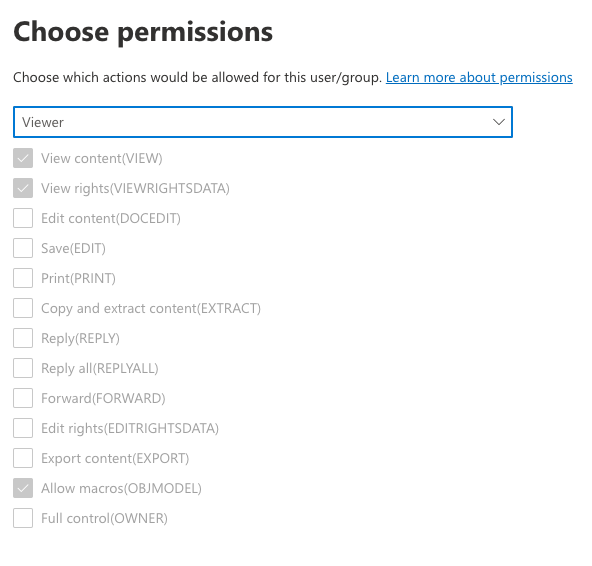 Choose permissions
Choose which actions would be allowed for this user/group. Learn more about permissions
Viewer
View content(VIEW)
View rights(VIEWRIGHTSDATA)
Edit content(DOCEDIT)
Save(EDIT)
Print(PRINT)
Copy and extract content(EXTRACT)
Reply(REPLY)
Reply all(REPLYALL)
Forward(FORWARD)
Edit rights(EDITRIGHTSDATA)
Export content(EXPORT)
Allow macros(OBJMODEL)
Full control(OWNER)